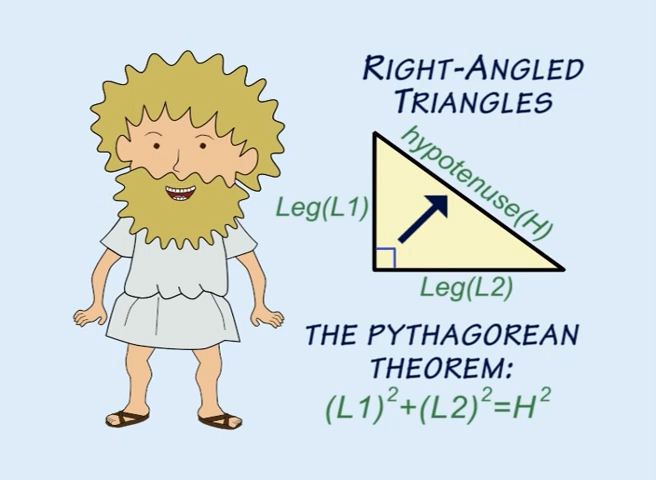 RIGHT-ANGLED
TRIANGLES
hypotenuse(H)
Leg(L1)
Leg(L2)
THE PYTHAGOREAN
THEOREM:
(L1)²+(L2)²=H²